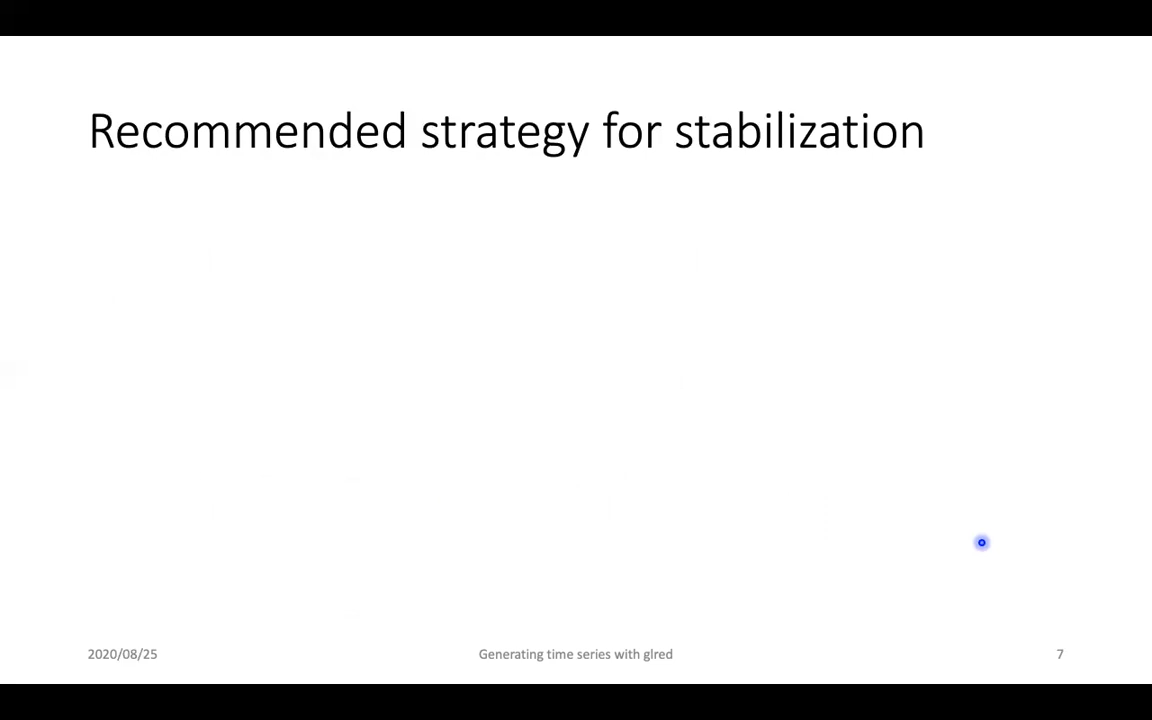 Recommended strategy for stabilization
2020/08/25
Generating time series with glred
7